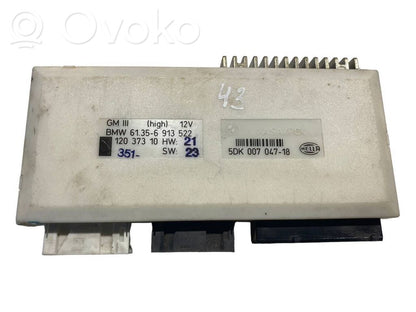 Ovoko
43
GM III (high) 12V
BMW 61.35-6 913 522
120 373 10 HW: 21
351- SW: 23
5DK 007 047-18
HELLA